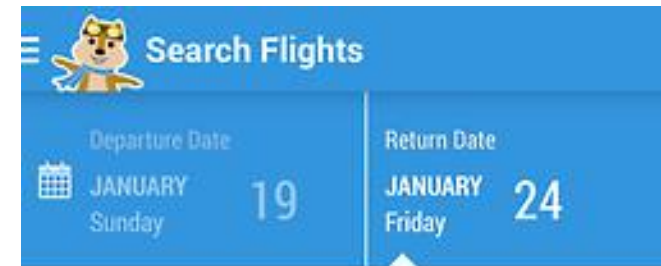 Search Flights
Departure Date
JANUARY
Sunday
19
Return Date
JANUARY
Friday
24